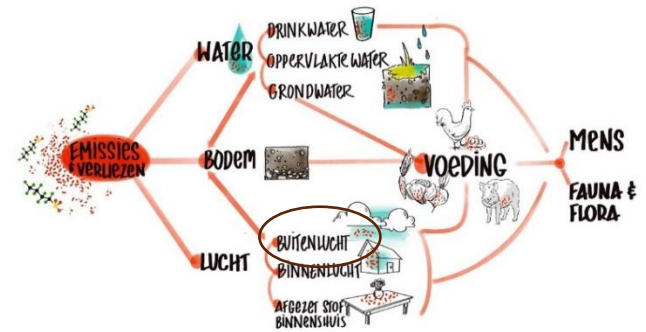 EMISSIES
& VERLIEZEN
WATER
DRINKWATER
OPPERVLAKTE WATER
GRONDWATER
BODEM
LUCHT
BUITENLUCHT
BINNENLUCHT
AFGEZET STOF
BINNENSHUIS
VOEDING
MENS
FAUNA &
FLORA